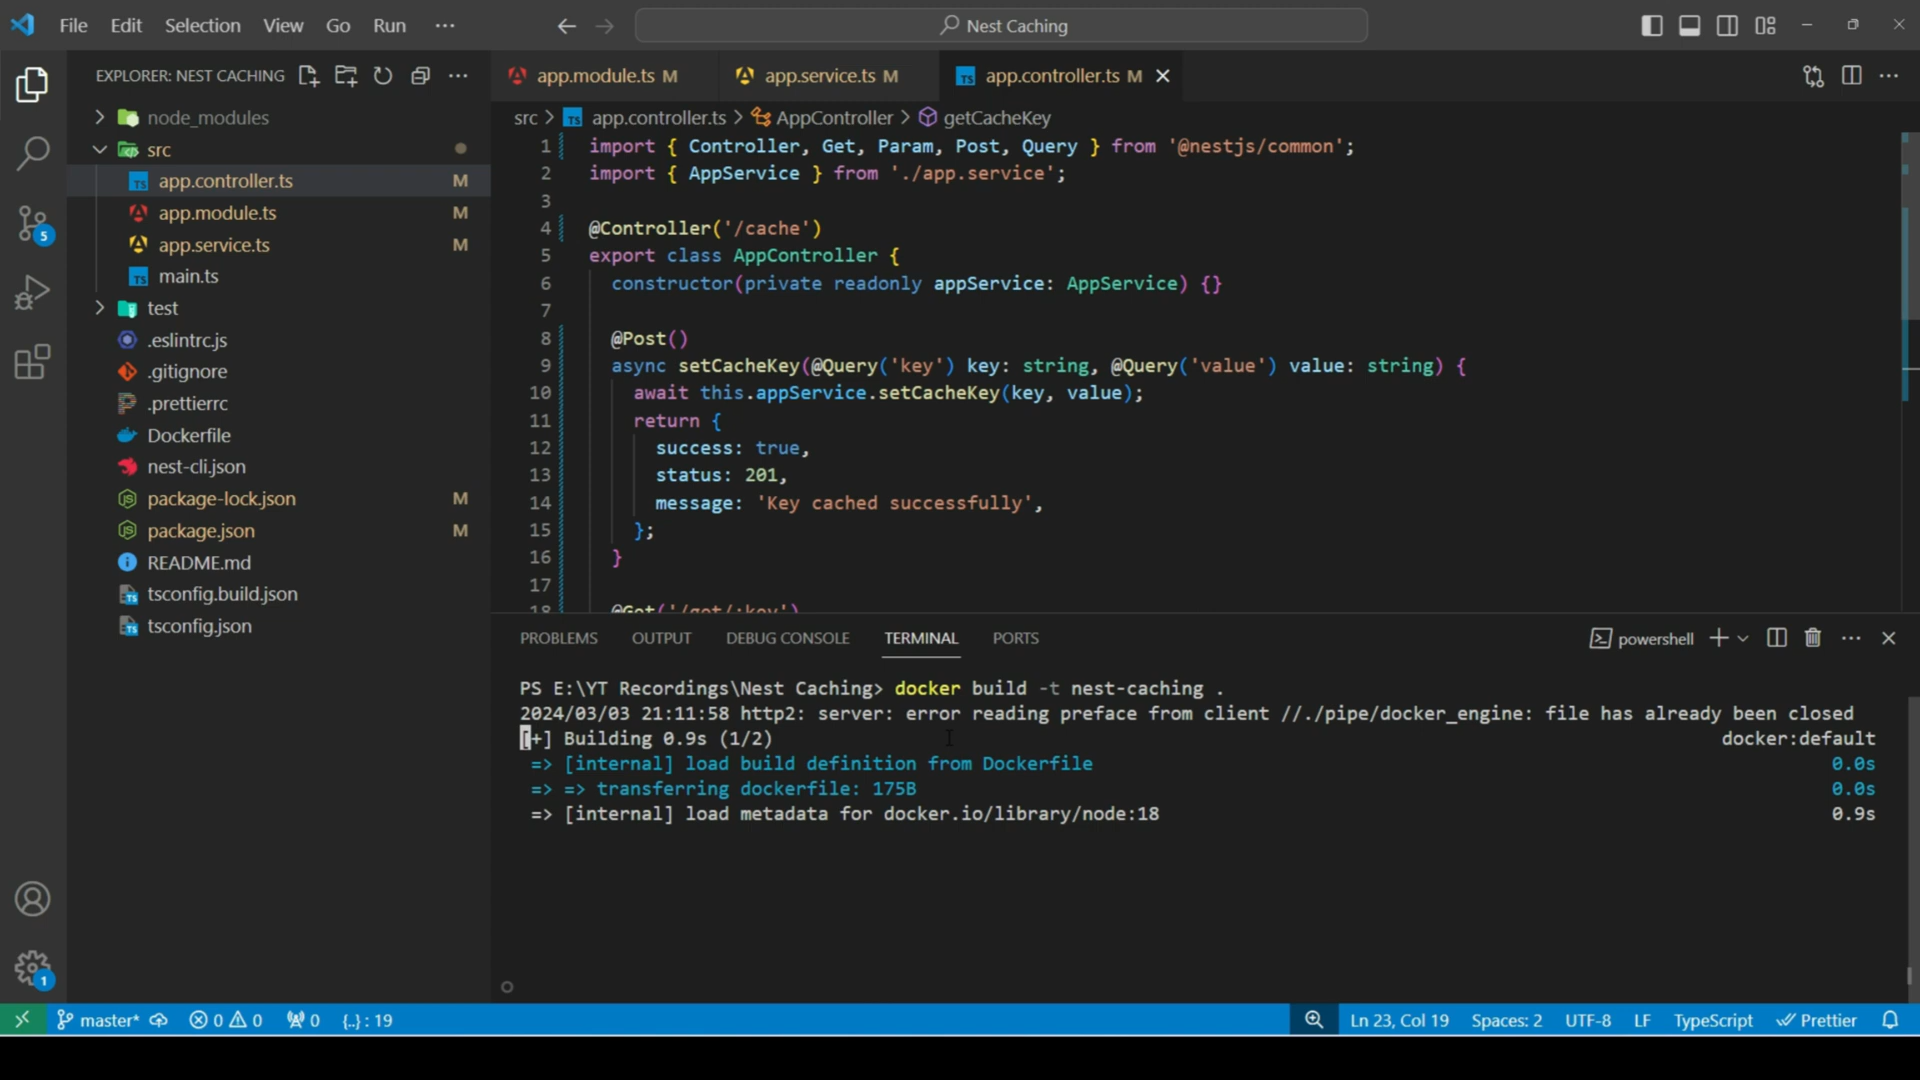 File Edit Selection View Go Run ··· Nest Caching
EXPLORER: NEST CACHING
node_modules
src
app.controller.ts M
app.module.ts M
app.service.ts M
main.ts
test
.eslintrc.js
.gitignore
.prettierrc
Dockerfile
nest-cli.json
package-lock.json M
package.json M
README.md
tsconfig.build.json
tsconfig.json
5
1
app.module.ts M app.service.ts M TS app.controller.ts M
src > TS app.controller.ts > AppController > getCacheKey
1 import { Controller, Get, Param, Post, Query } from '@nestjs/common';
2 import { AppService } from './app.service';
3
4 @Controller('/cache')
5 export class AppController {
6 constructor(private readonly appService: AppService) {}
7
8 @Post()
9 async setCacheKey(@Query('key') key: string, @Query('value') value: string) {
10 await this.appService.setCacheKey(key, value);
11 return {
12 success: true,
13 status: 201,
14 message: 'Key cached successfully',
15 };
16 }
17
18 @Get('/get/:key')
PROBLEMS OUTPUT DEBUG CONSOLE TERMINAL PORTS powershell
PS E:\YT Recordings\Nest Caching> docker build -t nest-caching .
2024/03/03 21:11:58 http2: server: error reading preface from client //./pipe/docker_engine: file has already been closed
[+] Building 0.9s (1/2) docker:default
=> [internal] load build definition from Dockerfile 0.0s
=> => transferring dockerfile: 175B 0.0s
=> [internal] load metadata for docker.io/library/node:18 0.9s
master* 0 0 0 {..} : 19 Ln 23, Col 19 Spaces: 2 UTF-8 LF TypeScript Prettier